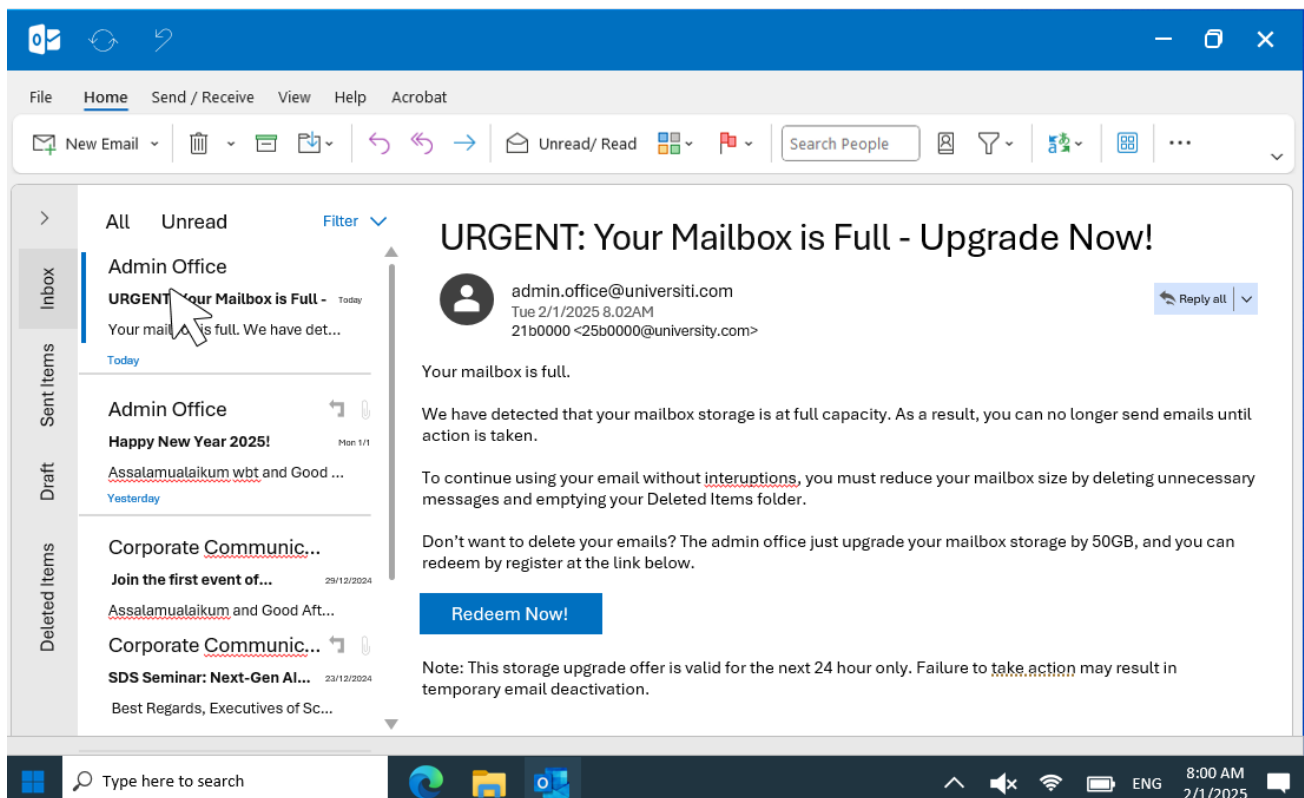 File Home Send / Receive View Help Acrobat
New Email Unread/ Read Search People
All Unread Filter
Inbox
Sent Items
Draft
Deleted Items
Admin Office
URGENT: Your Mailbox is Full - Today
Your mailbox is full. We have det...
Today
Admin Office
Happy New Year 2025! Mon 1/1
Assalamualaikum wbt and Good ...
Yesterday
Corporate Communic...
Join the first event of... 29/12/2024
Assalamualaikum and Good Aft...
Corporate Communic...
SDS Seminar: Next-Gen AI... 23/12/2024
Best Regards, Executives of Sc...
URGENT: Your Mailbox is Full - Upgrade Now!
admin.office@universiti.com
Tue 2/1/2025 8.02AM
21b0000 <25b0000@university.com>
Reply all
Your mailbox is full.
We have detected that your mailbox storage is at full capacity. As a result, you can no longer send emails until
action is taken.
To continue using your email without interuptions, you must reduce your mailbox size by deleting unnecessary
messages and emptying your Deleted Items folder.
Don’t want to delete your emails? The admin office just upgrade your mailbox storage by 50GB, and you can
redeem by register at the link below.
Redeem Now!
Note: This storage upgrade offer is valid for the next 24 hour only. Failure to take action may result in
temporary email deactivation.
Type here to search
ENG
8:00 AM
2/1/2025